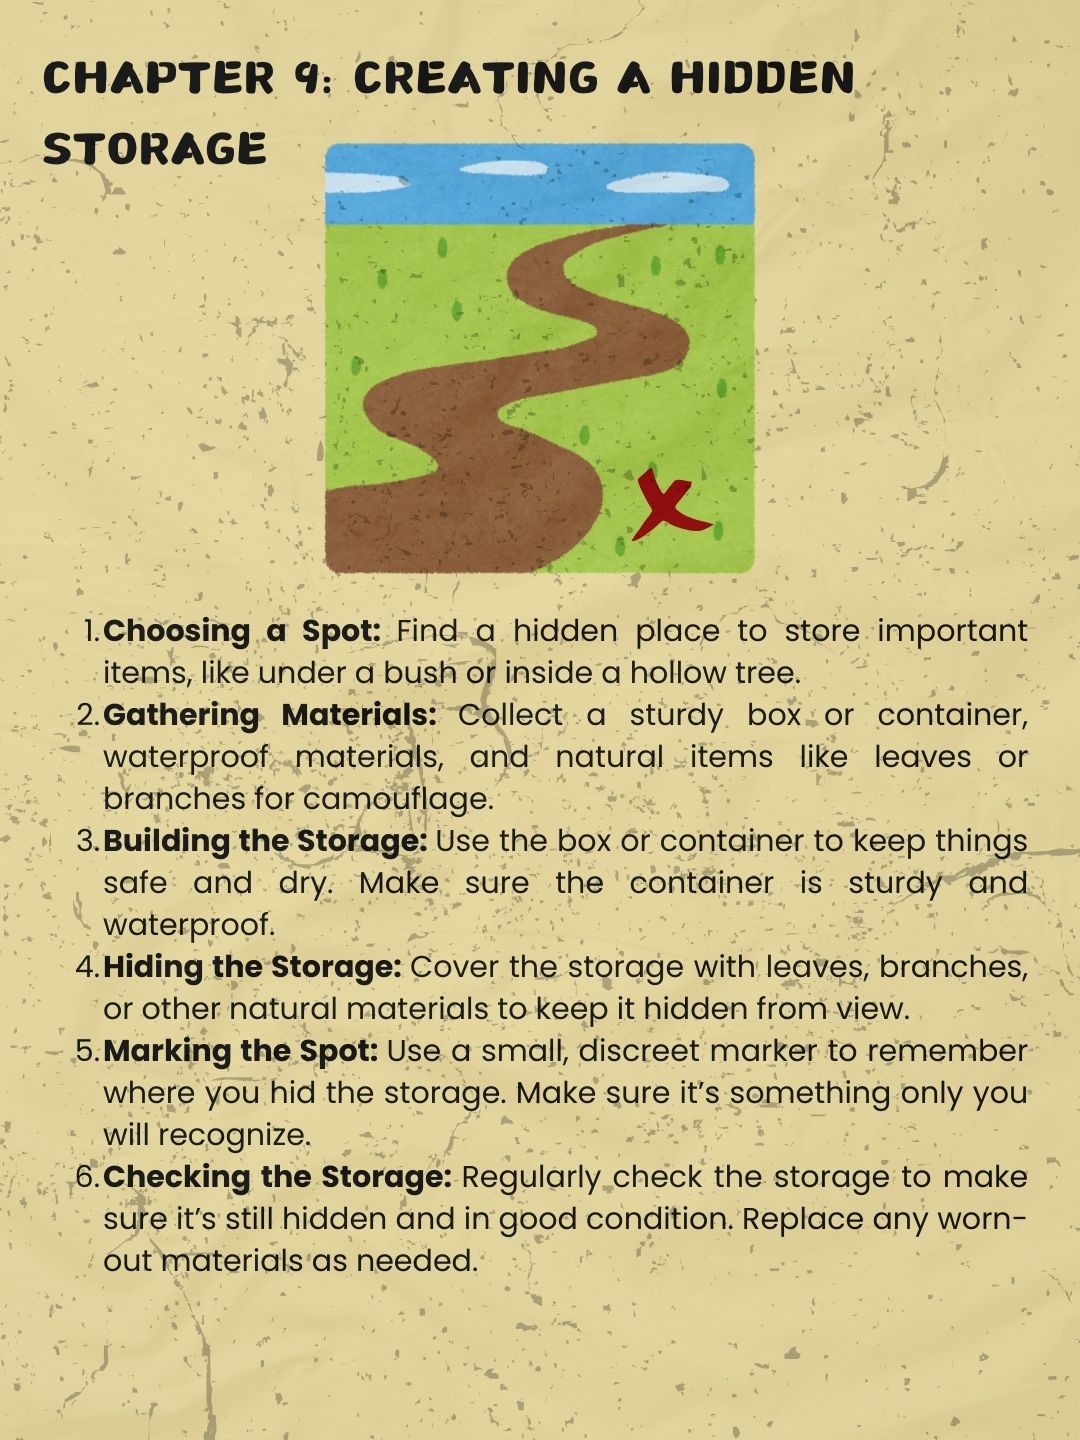 CHAPTER 9: CREATING A HIDDEN
STORAGE
1. Choosing a Spot: Find a hidden place to store important
items, like under a bush or inside a hollow tree.
2. Gathering Materials: Collect a sturdy box or container,
waterproof materials, and natural items like leaves or
branches for camouflage.
3. Building the Storage: Use the box or container to keep things
safe and dry. Make sure the container is sturdy and
waterproof.
4. Hiding the Storage: Cover the storage with leaves, branches,
or other natural materials to keep it hidden from view.
5. Marking the Spot: Use a small, discreet marker to remember
where you hid the storage. Make sure it’s something only you
will recognize.
6. Checking the Storage: Regularly check the storage to make
sure it’s still hidden and in good condition. Replace any worn-
out materials as needed.